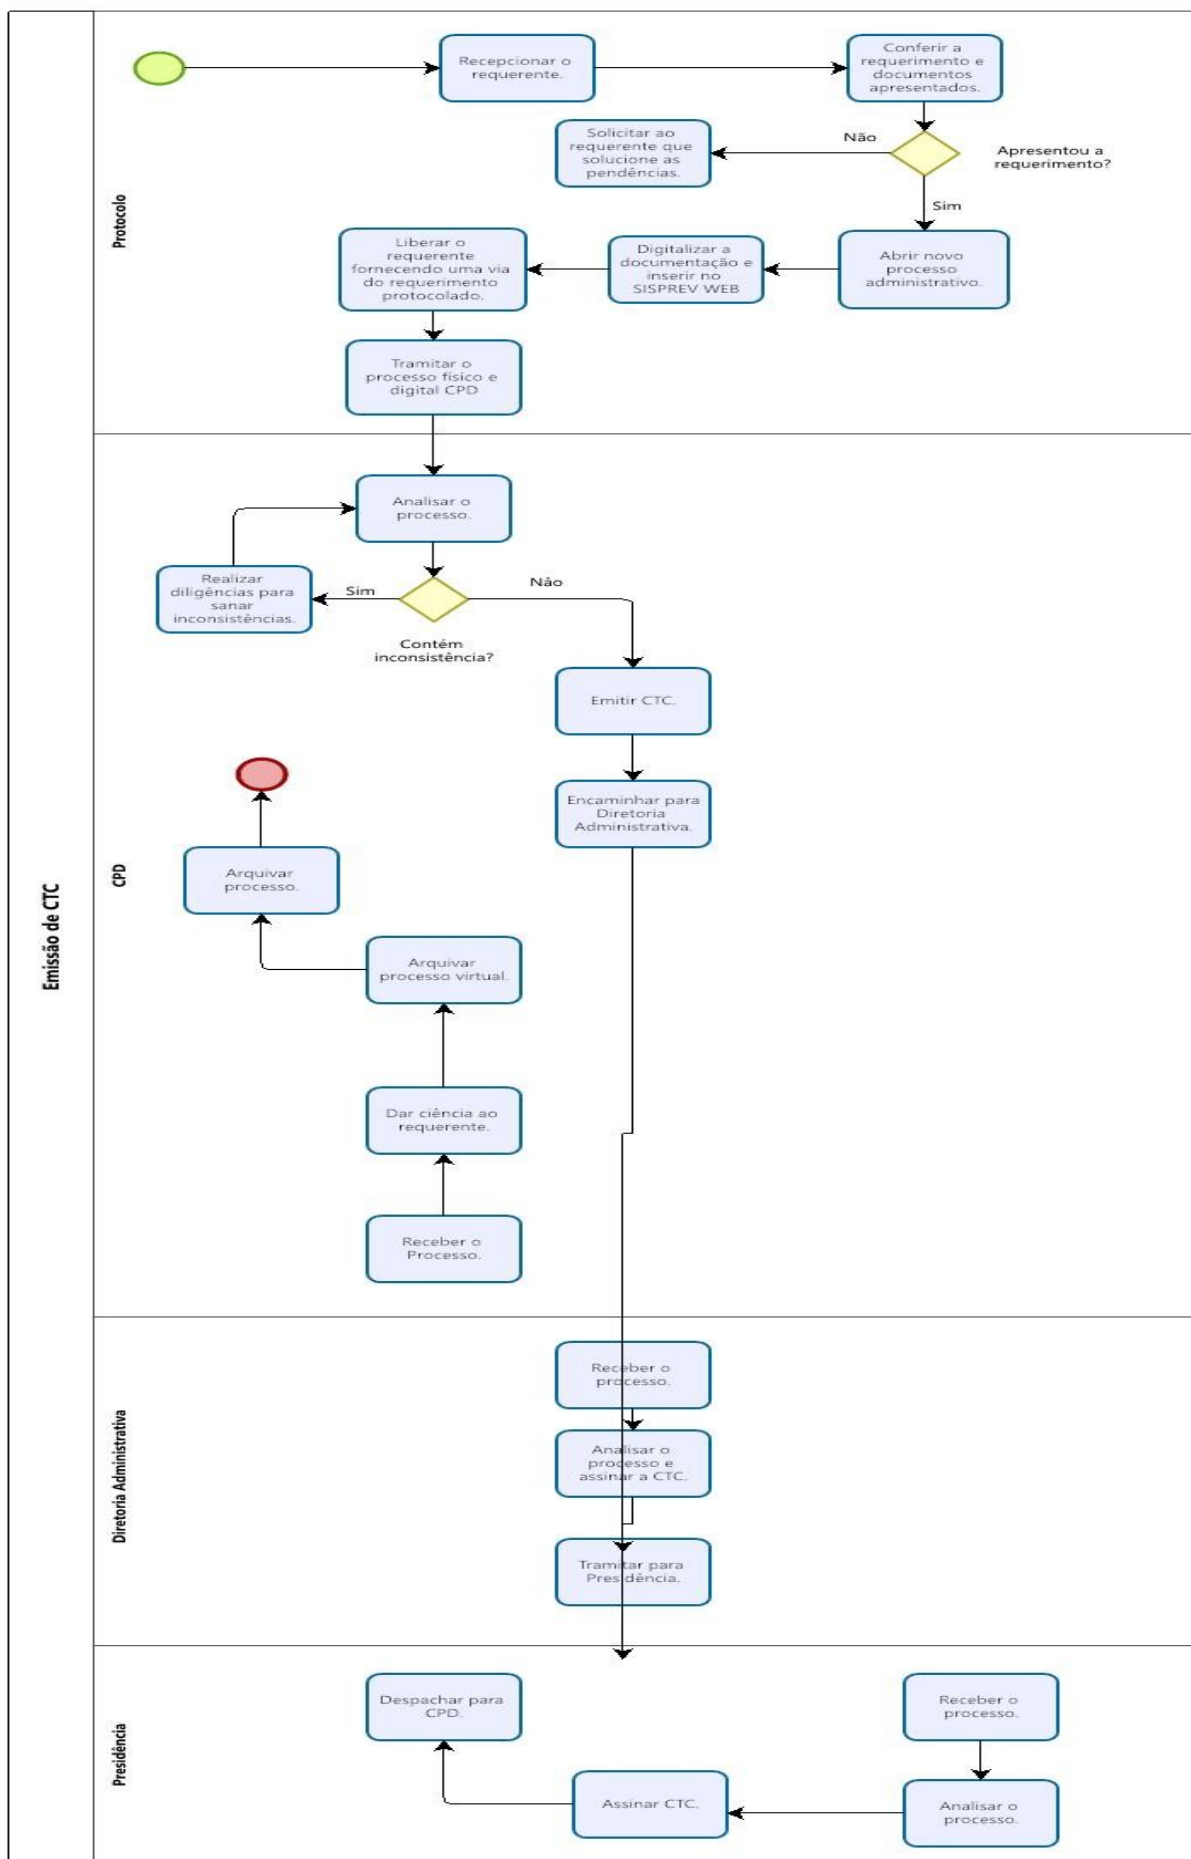 Emissão de CTC
Protocolo
Recepcionar o
requerente.
Conferir a
requerimento e
documentos
apresentados.
Não
Apresentou a
requerimento?
Solicitar ao
requerente que
solucione as
pendências.
Sim
Abrir novo
processo
administrativo.
Digitalizar a
documentação e
inserir no
SISPREV WEB
Liberar o
requerente
fornecendo uma via
do requerimento
protocolado.
Tramitar o
processo físico e
digital CPD
CPD
Analisar o
processo.
Realizar
diligências para
sanar
inconsistências.
Sim
Não
Contém
inconsistência?
Emitir CTC.
Encaminhar para
Diretoria
Administrativa.
Arquivar
processo.
Arquivar
processo virtual.
Dar ciência ao
requerente.
Receber o
Processo.
Diretoria Administrativa
Receber o
processo.
Analisar o
processo e
assinar a CTC.
Tramitar para
Presidência.
Presidência
Despachar para
CPD.
Receber o
processo.
Assinar CTC.
Analisar o
processo.